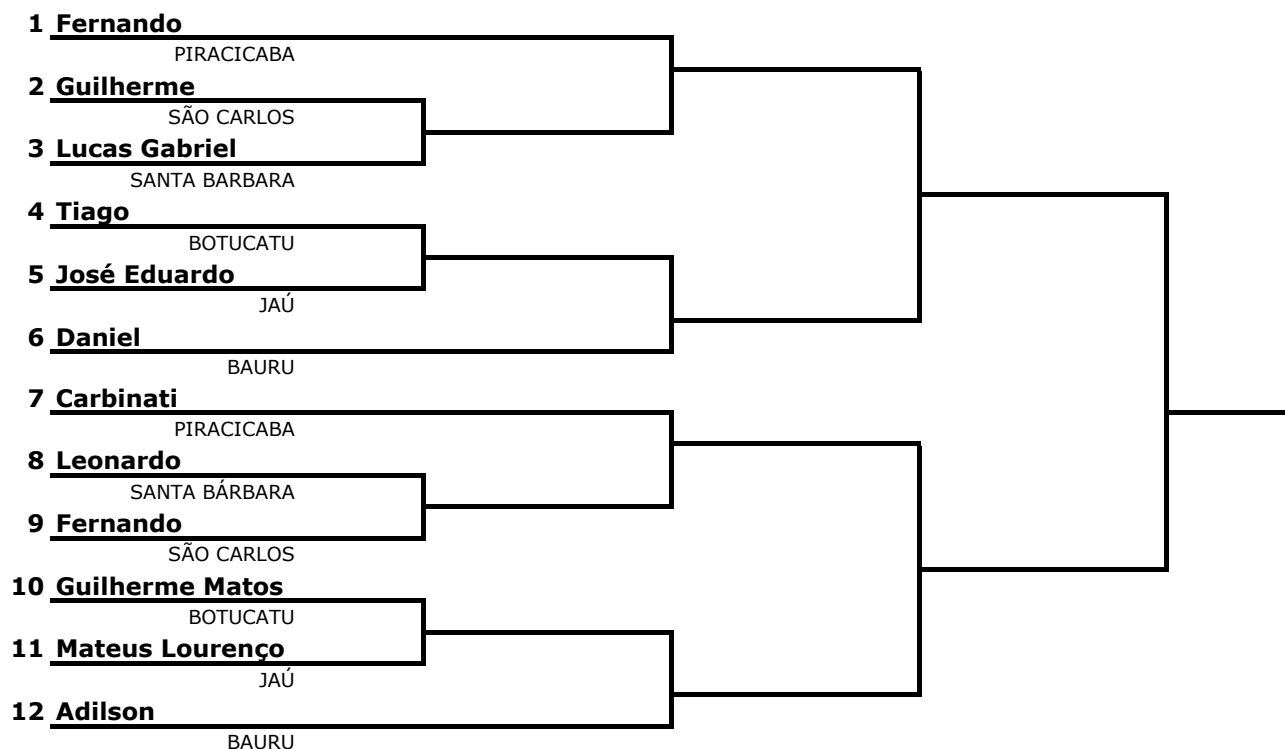 1 Fernando
PIRACICABA
2 Guilherme
SÃO CARLOS
3 Lucas Gabriel
SANTA BARBARA
4 Tiago
BOTUCATU
5 José Eduardo
JAÚ
6 Daniel
BAURU
7 Carbinati
PIRACICABA
8 Leonardo
SANTA BÁRBARA
9 Fernando
SÃO CARLOS
10 Guilherme Matos
BOTUCATU
11 Mateus Lourenço
JAÚ
12 Adilson
BAURU